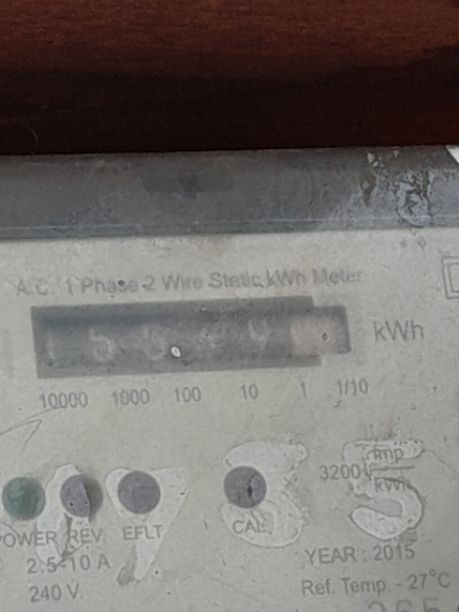 A.C. 1 Phase 2 Wire Static kWh Meter
kWh
10000 1000 100 10 1 1/10
3200 imp
kWh
POWER REV. EFLT CAL
2.5-10 A
YEAR : 2015
240 V.
Ref. Temp. - 27°C